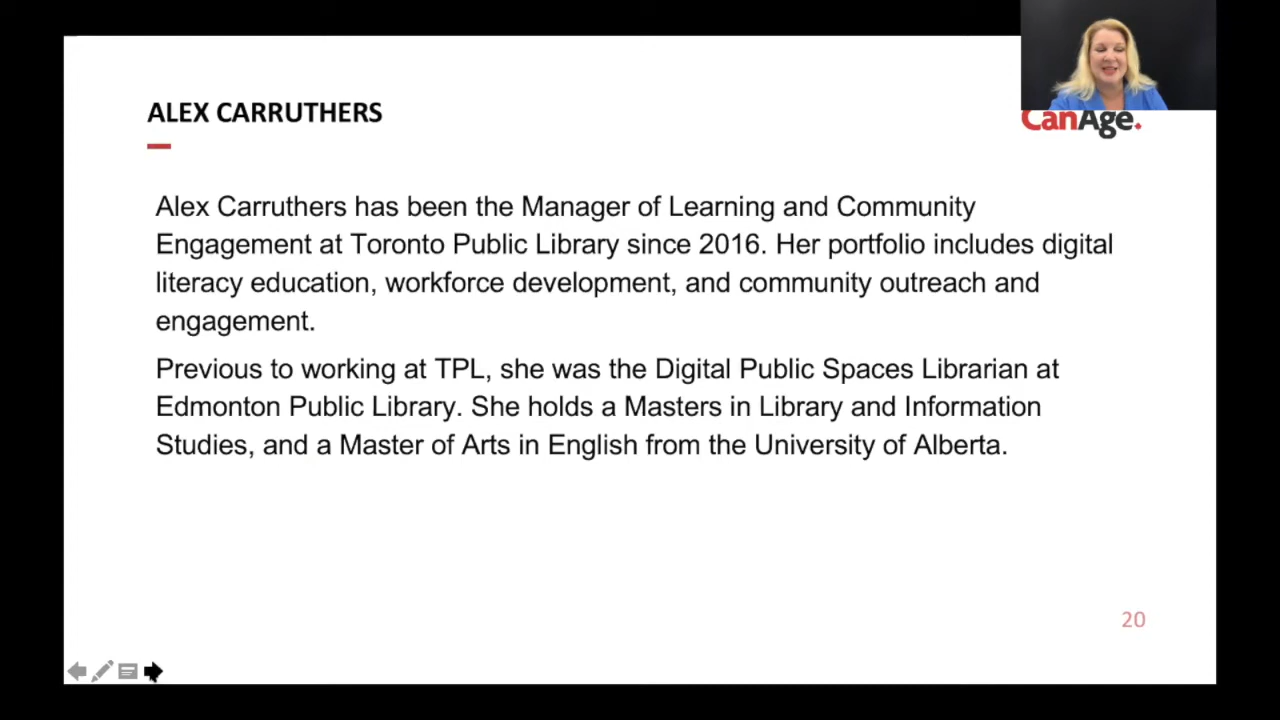 ALEX CARRUTHERS
CanAge.
Alex Carruthers has been the Manager of Learning and Community
Engagement at Toronto Public Library since 2016. Her portfolio includes digital
literacy education, workforce development, and community outreach and
engagement.
Previous to working at TPL, she was the Digital Public Spaces Librarian at
Edmonton Public Library. She holds a Masters in Library and Information
Studies, and a Master of Arts in English from the University of Alberta.
20